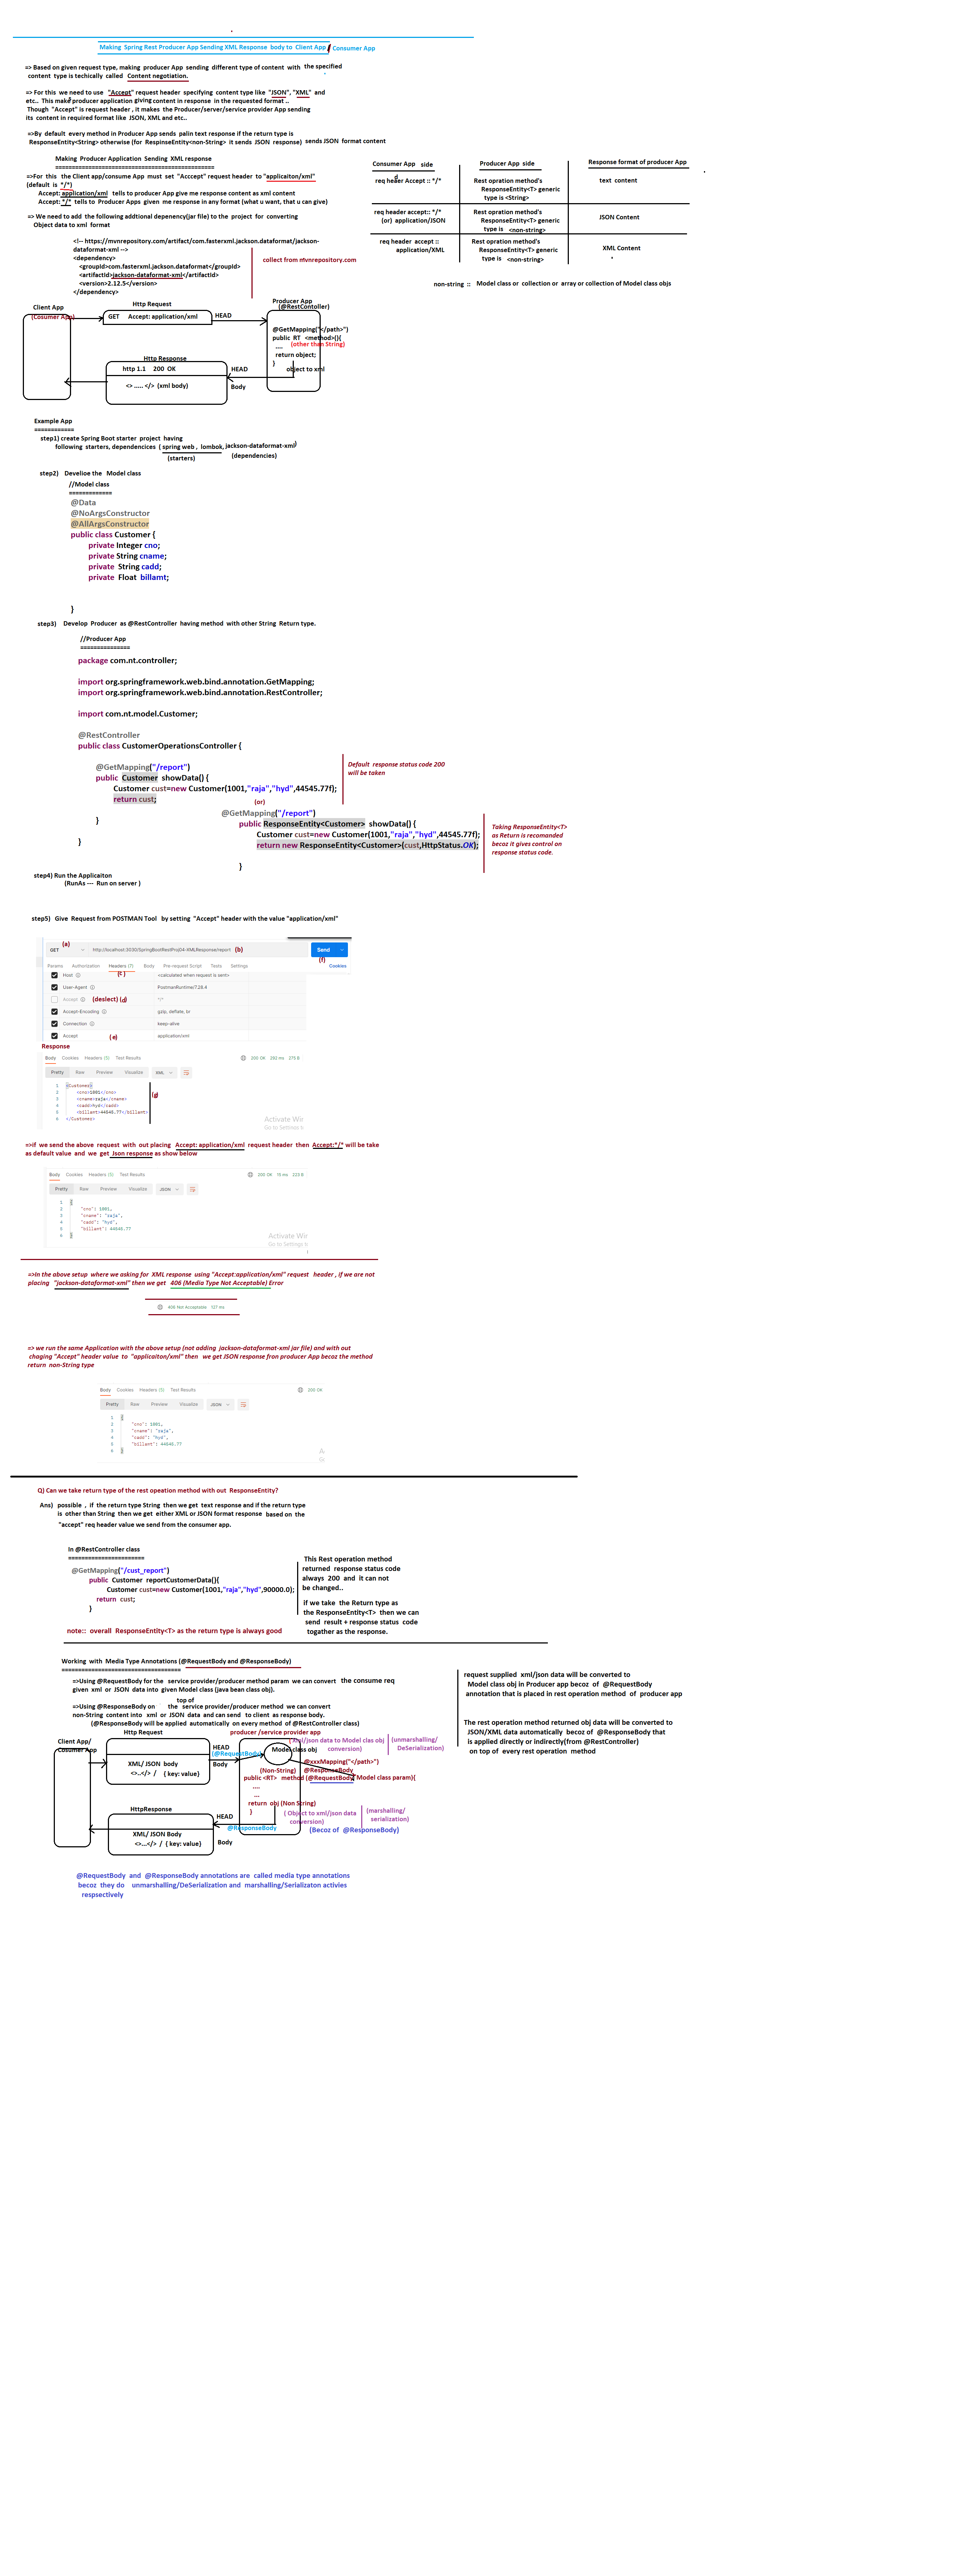 Making Spring Rest Producer App Sending XML Response body to Client App / Consumer App
=> Based on given request type, making producer App sending different type of content with the specified
content type is techically called Content negotiation.
=> For this we need to use "Accept" request header specifying content type like "JSON", "XML" and
etc.. This make producer application giving content in response in the requested format ..
Though "Accept" is request header , it makes the Producer/server/service provider App sending
its content in required format like JSON, XML and etc..
=>By default every method in Producer App sends palin text response if the return type is
ResponseEntity<String> otherwise (for RespinseEntity<non-String> it sends JSON response) sends JSON format content
Making Producer Application Sending XML response
==============================================
=>For this the Client app/consume App must set "Acccept" request header to "applicaiton/xml"
(default is */*)
Accept: application/xml tells to producer App give me response content as xml content
Accept: */* tells to Producer Apps given me response in any format (what u want, that u can give)
=> We need to add the following addtional depenency(jar file) to the project for converting
Object data to xml format
<!-- https://mvnrepository.com/artifact/com.fasterxml.jackson.dataformat/jackson-
dataformat-xml -->
<dependency>
<groupId>com.fasterxml.jackson.dataformat</groupId>
<artifactId>jackson-dataformat-xml</artifactId>
<version>2.12.5</version>
</dependency>
collect from mvnrepository.com
Consumer App side
Producer App side
Response format of producer App
req header Accept :: */*
Rest opration method's
ResponseEntity<T> generic
type is <String>
text content
req header accept:: */*
(or) application/JSON
Rest opration method's
ResponseEntity<T> generic
type is <non-string>
JSON Content
req header accept ::
application/XML
Rest opration method's
ResponseEntity<T> generic
type is <non-string>
XML Content
non-string :: Model class or collection or array or collection of Model class objs
Client App
(Cosumer App)
Http Request
GET Accept: application/xml
HEAD
Producer App
(@RestContoller)
@GetMapping("</path>")
public RT <method>(){
(other than String)
....
return object;
}
object to xml
Http Response
http 1.1 200 OK
HEAD
<> ..... </> (xml body)
Body
Example App
============
step1) create Spring Boot starter project having
following starters, dependencices ( spring web , lombok, jackson-dataformat-xml)
(starters)
(dependencies)
step2) Develioe the Model class
//Model class
=============
@Data
@NoArgsConstructor
@AllArgsConstructor
public class Customer {
private Integer cno;
private String cname;
private String cadd;
private Float billamt;
}
step3) Develop Producer as @RestController having method with other String Return type.
//Producer App
===============
package com.nt.controller;
import org.springframework.web.bind.annotation.GetMapping;
import org.springframework.web.bind.annotation.RestController;
import com.nt.model.Customer;
@RestController
public class CustomerOperationsController {
@GetMapping("/report")
public Customer showData() {
Customer cust=new Customer(1001,"raja","hyd",44545.77f);
return cust;
}
}
Default response status code 200
will be taken
(or)
@GetMapping("/report")
public ResponseEntity<Customer> showData() {
Customer cust=new Customer(1001,"raja","hyd",44545.77f);
return new ResponseEntity<Customer>(cust,HttpStatus.OK);
}
Taking ResponseEntity<T>
as Return is recomanded
becoz it gives control on
response status code.
step4) Run the Applicaiton
(RunAs --- Run on server )
step5) Give Request from POSTMAN Tool by setting "Accept" header with the value "application/xml"
GET (a) http://localhost:3030/SpringBootRestProj04-XMLResponse/report (b) Send
(f)
Params Authorization Headers (7) Body Pre-request Script Tests Settings Cookies
(c)
Host <calculated when request is sent>
User-Agent PostmanRuntime/7.28.4
Accept (deslect) (d) */*
Accept-Encoding gzip, deflate, br
Connection keep-alive
Accept (e) application/xml
Response
Body Cookies Headers (5) Test Results 200 OK 292 ms 275 B
Pretty Raw Preview Visualize XML
1 <Customer>
2 <cno>1001</cno>
3 <cname>raja</cname>
4 <cadd>hyd</cadd>
5 <billamt>44545.77</billamt>
6 </Customer>
(g)
Activate Wir
Go to Settings t
=>if we send the above request with out placing Accept: application/xml request header then Accept:*/* will be take
as default value and we get Json response as show below
Body Cookies Headers (5) Test Results 200 OK 15 ms 223 B
Pretty Raw Preview Visualize JSON
1 {
2 "cno": 1001,
3 "cname": "raja",
4 "cadd": "hyd",
5 "billamt": 44545.77
6 }
Activate Wir
Go to Settings t
=>In the above setup where we asking for XML response using "Accept:application/xml" request header , if we are not
placing "jackson-dataformat-xml" then we get 406 (Media Type Not Acceptable) Error
406 Not Acceptable 127 ms
=> we run the same Application with the above setup (not adding jackson-dataformat-xml jar file) and with out
chaging "Accept" header value to "applicaiton/xml" then we get JSON response fron producer App becoz the method
return non-String type
Body Cookies Headers (5) Test Results 200 OK
Pretty Raw Preview Visualize JSON
1 {
2 "cno": 1001,
3 "cname": "raja",
4 "cadd": "hyd",
5 "billamt": 44545.77
6 }
Q) Can we take return type of the rest opeation method with out ResponseEntity?
Ans) possible , if the return type String then we get text response and if the return type
is other than String then we get either XML or JSON format response based on the
"accept" req header value we send from the consumer app.
In @RestController class
=======================
@GetMapping("/cust_report")
public Customer reportCustomerData(){
Customer cust=new Customer(1001,"raja","hyd",90000.0);
return cust;
}
This Rest operation method
returned response status code
always 200 and it can not
be changed..
if we take the Return type as
the ResponseEntity<T> then we can
send result + response status code
togather as the response.
note:: overall ResponseEntity<T> as the return type is always good
Working with Media Type Annotations (@RequestBody and @ResponseBody)
====================================
=>Using @RequestBody for the service provider/producer method param we can convert the consume req
given xml or JSON data into given Model class (java bean class obj).
top of
=>Using @ResponseBody on the service provider/producer method we can convert
non-String content into xml or JSON data and can send to client as response body.
(@ResponseBody will be applied automatically on every method of @RestController class)
request supplied xml/json data will be converted to
Model class obj in Producer app becoz of @RequestBody
annotation that is placed in rest operation method of producer app
The rest operation method returned obj data will be converted to
JSON/XML data automatically becoz of @ResponseBody that
is applied directly or indirectly(from @RestController)
on top of every rest operation method
Http Request
producer /service provider app
Client App/
Cosumer App
HEAD
(@RequestBody)
XML/ JSON body
<>..</> / { key: value}
Body
Model class obj
( Xml/json data to Model clas obj
conversion)
(unmarshalling/
DeSerialization)
@xxxMapping("</path>")
(Non-String) @ResponseBody
public <RT> method (@RequestBody Model class param){
....
...
return obj (Non String)
}
HttpResponse
HEAD
@ResponseBody
XML/ JSON Body
<>...</> / { key: value}
Body
( Object to xml/json data
conversion)
(marshalling/
serialization)
(Becoz of @ResponseBody)
@RequestBody and @ResponseBody annotations are called media type annotations
becoz they do unmarshalling/DeSerialization and marshalling/Serializaton activies
respsectively